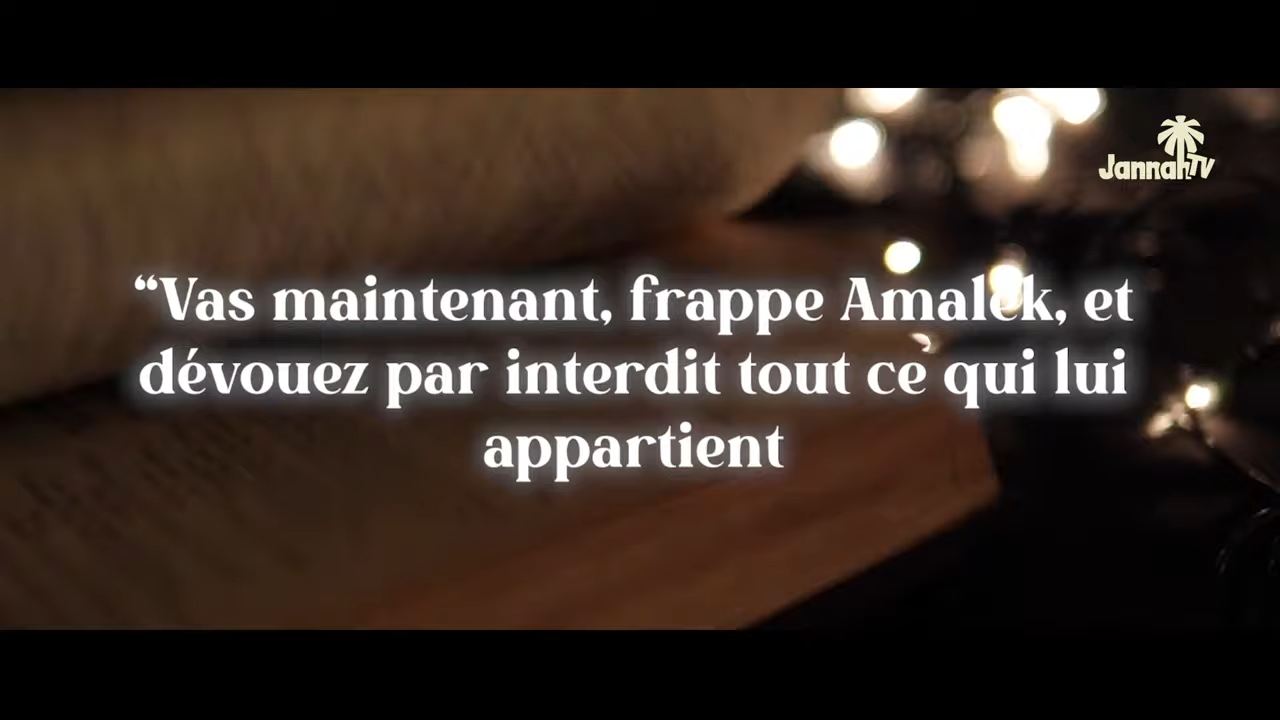 JannahTV
“Vas maintenant, frappe Amalek, et
dévouez par interdit tout ce qui lui
appartient